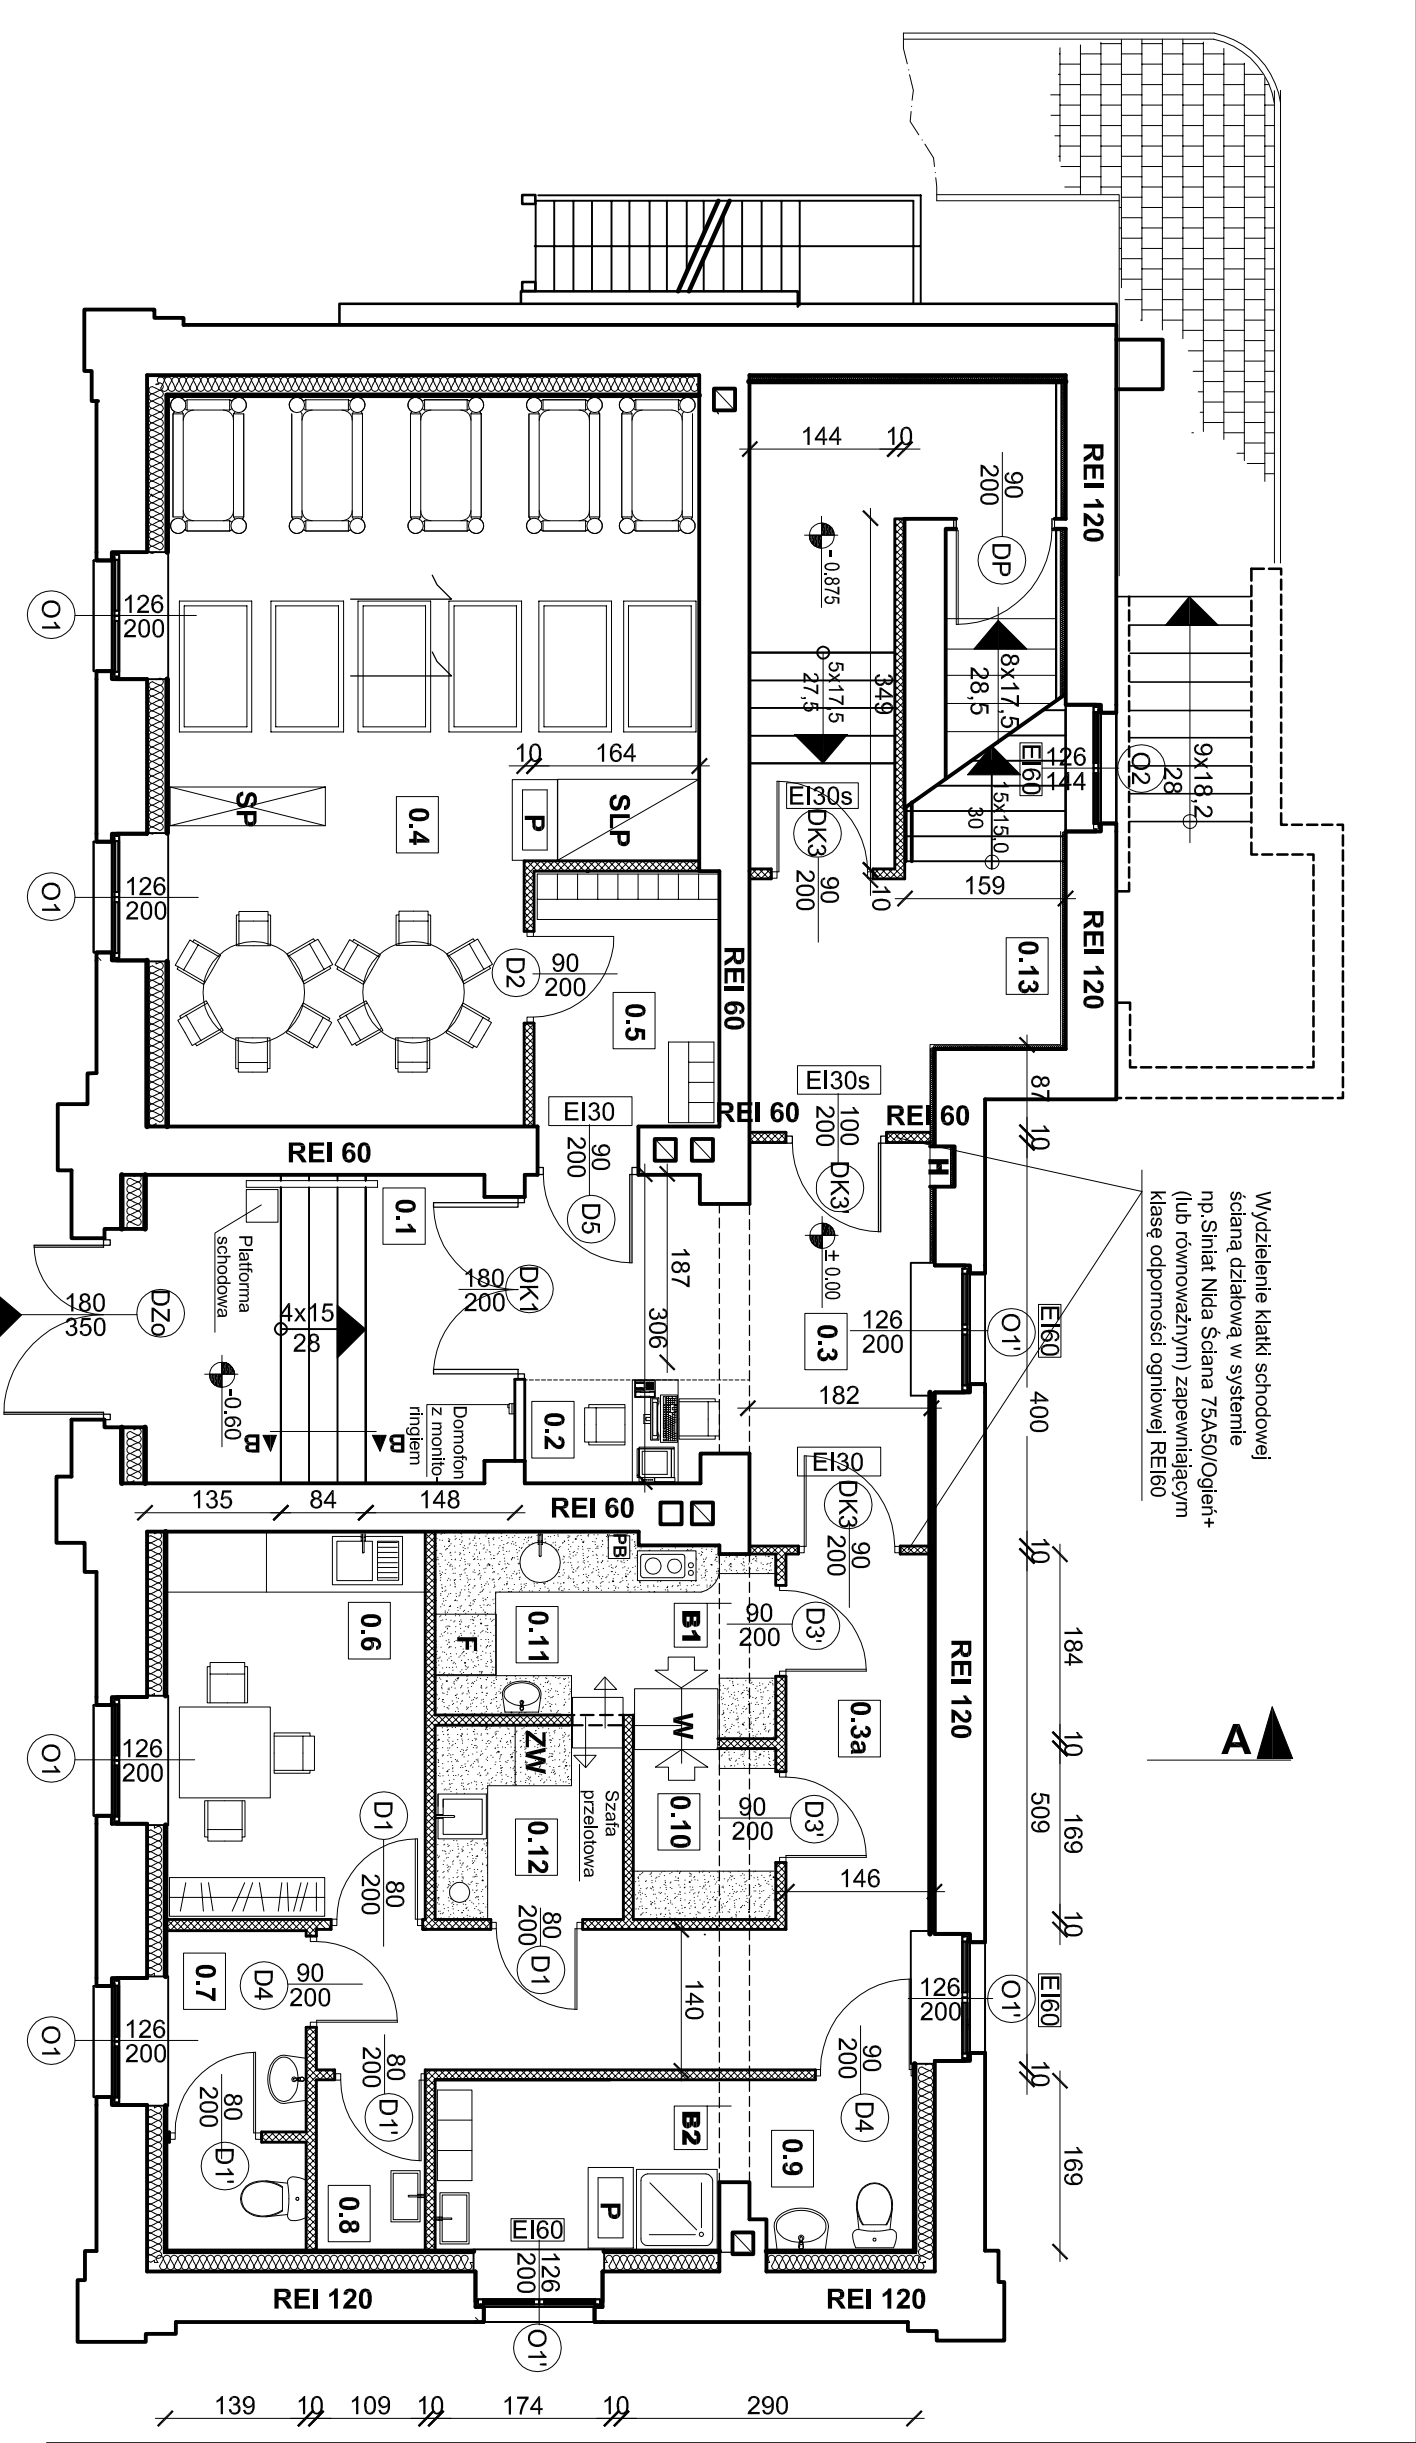 REI 120
144
10
90
200
DP
- 0.875
5x17,5
27,5
349
8x17,5
28,5
15x15,0
30
126
144
EI60
O2
9x18,2
28
O1
126
200
10
164
SP
0.4
P
SLP
EI30s
DK3
90
200
10
159
O1
126
200
D2
90
200
0.5
REI 60
0.13
REI 120
EI30s
100
200
DK3'
REI 60
REI 60
87
10
H
EI30
90
200
D5
REI 60
Wydzielenie klatki schodowej
ścianą działową w systemie
np.Siniat Nida Ściana 75A50/Ogień+
(lub równoważnym) zapewniającym
klasę odporności ogniowej REI60
0.1
Platforma
schodowa
180
350
DZo
4x15
28
180
200
DK1
187
306
± 0.00
0.3
126
200
O1'
EI60
182
400
-0.60
B
B
Domofon
z monito-
ringiem
0.2
135
84
148
REI 60
EI30
DK3
90
200
10
PB
0.6
0.11
F
B1
90
200
D3'
184
0.3a
REI 120
A
W
ZW
10
O1
126
200
D1
80
200
0.12
Szafa
przelotowa
0.10
90
200
D3'
509
169
146
10
80
200
D1
0.7
D4
90
200
140
126
200
O1'
EI60
O1
126
200
80
200
D1'
80
200
D1'
90
200
D4
10
B2
0.9
169
0.8
P
EI60
126
200
O1'
REI 120
REI 120
139
10
109
10
174
10
290